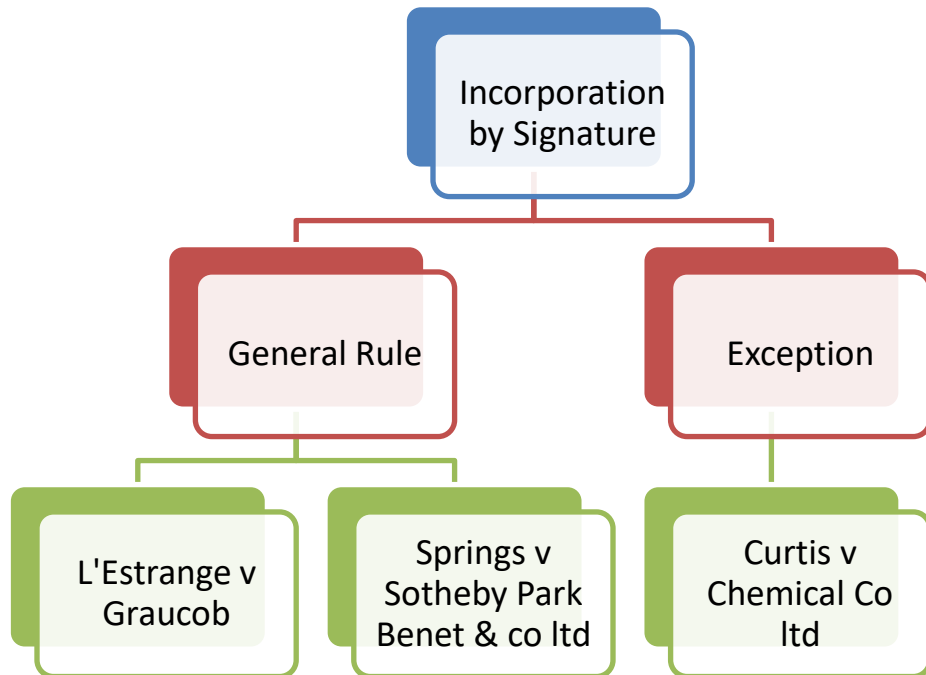 Incorporation
by Signature
General Rule
Exception
L'Estrange v
Graucob
Springs v
Sotheby Park
Benet & co ltd
Curtis v
Chemical Co
ltd